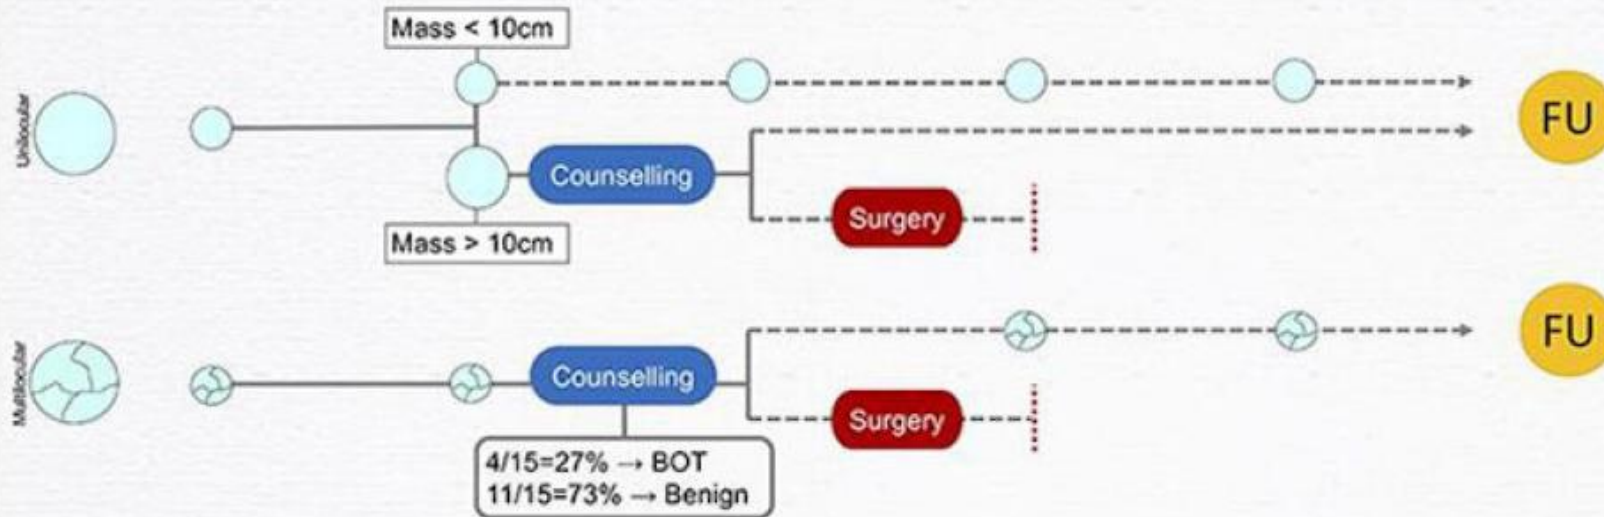 Mass < 10cm
Unilocular
FU
Counselling
Surgery
Mass > 10cm
Multilocular
FU
Counselling
Surgery
4/15=27% → BOT
11/15=73% → Benign